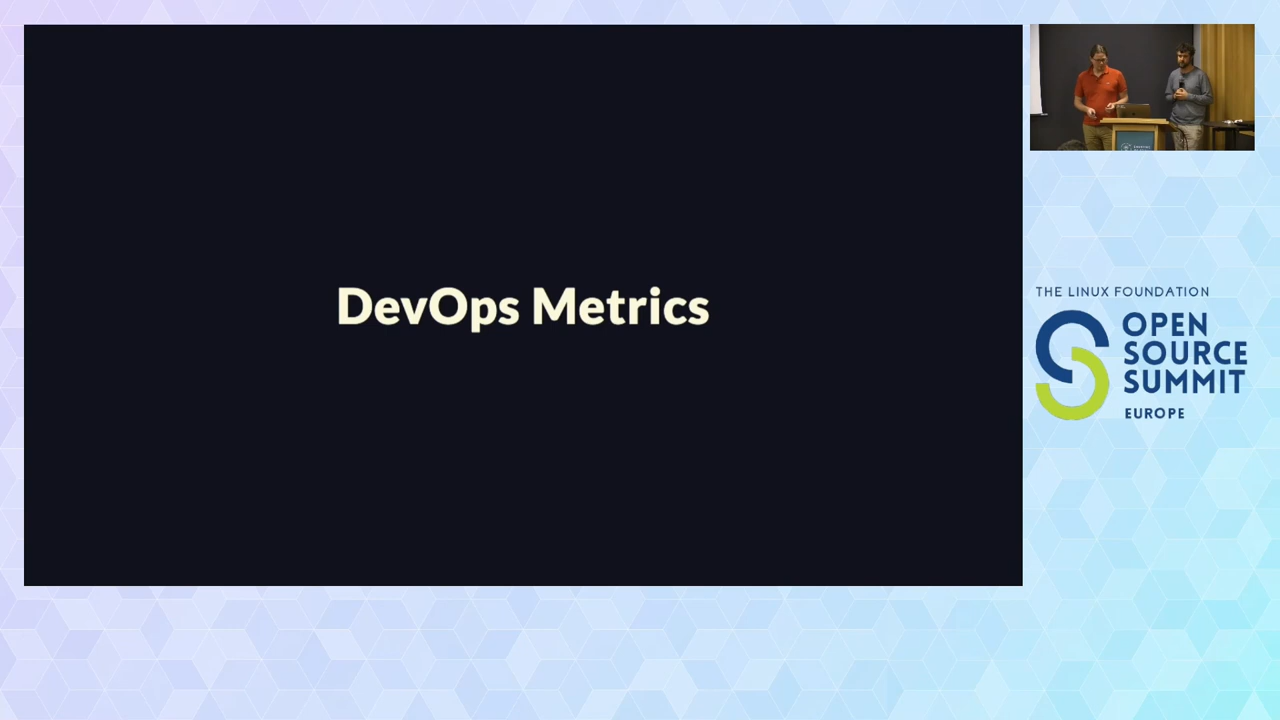 DevOps Metrics
THE LINUX FOUNDATION
OPEN
SOURCE
SUMMIT
EUROPE